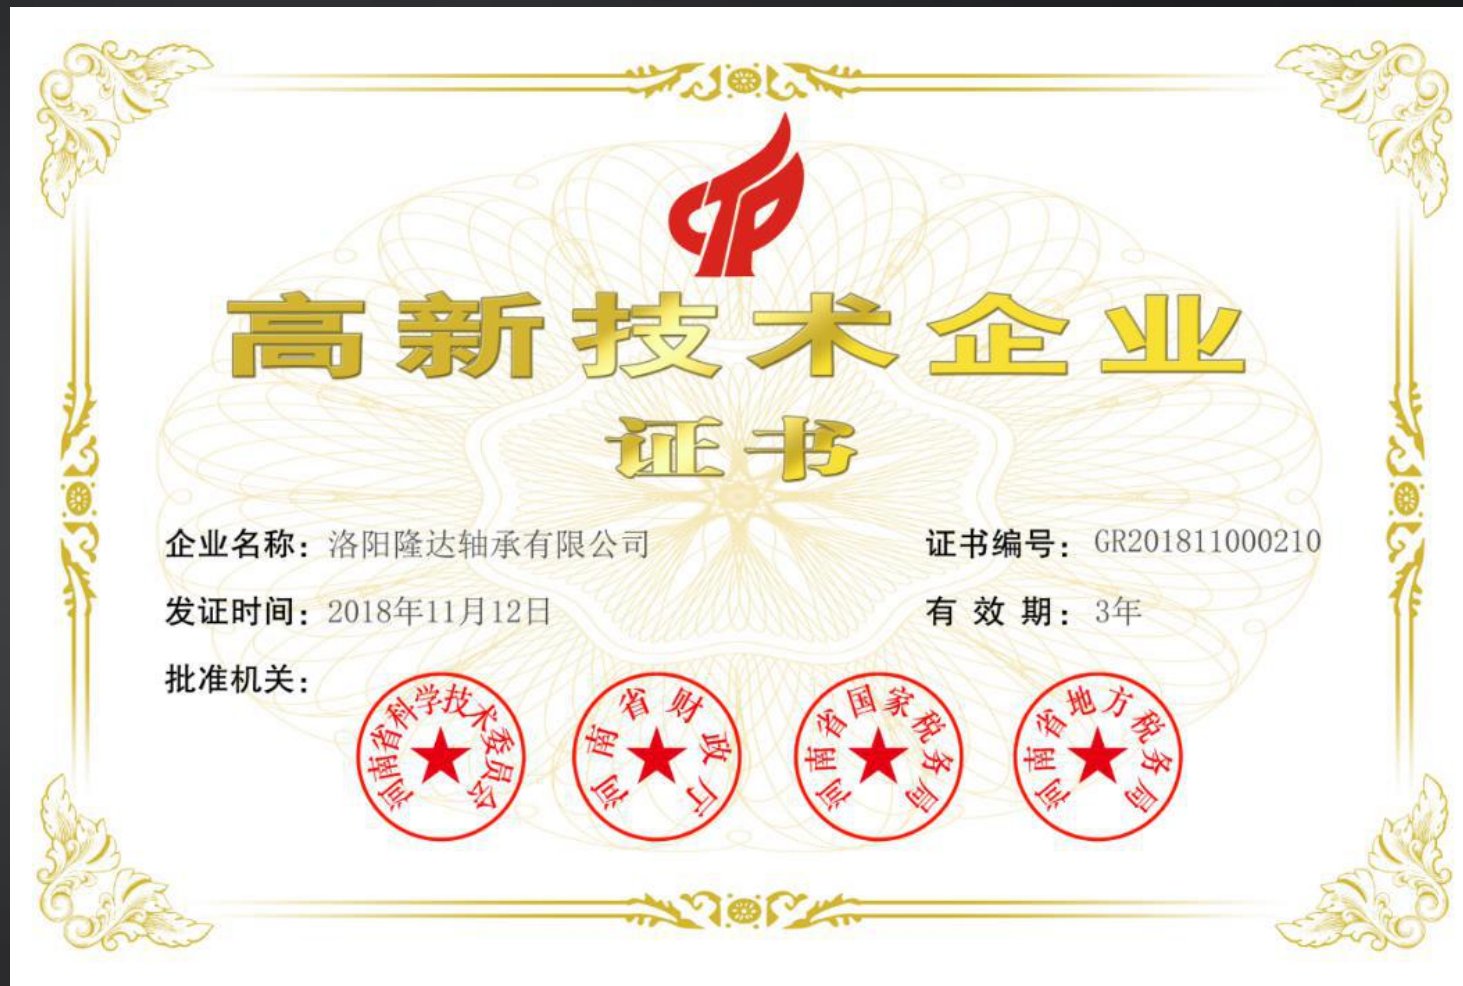 高新技术企业
证书
企业名称：洛阳隆达轴承有限公司
证书编号：GR201811000210
发证时间：2018年11月12日
有 效 期：3年
批准机关：
河南省科学技术委员会
河南省财政厅
河南省国家税务局
河南省地方税务局